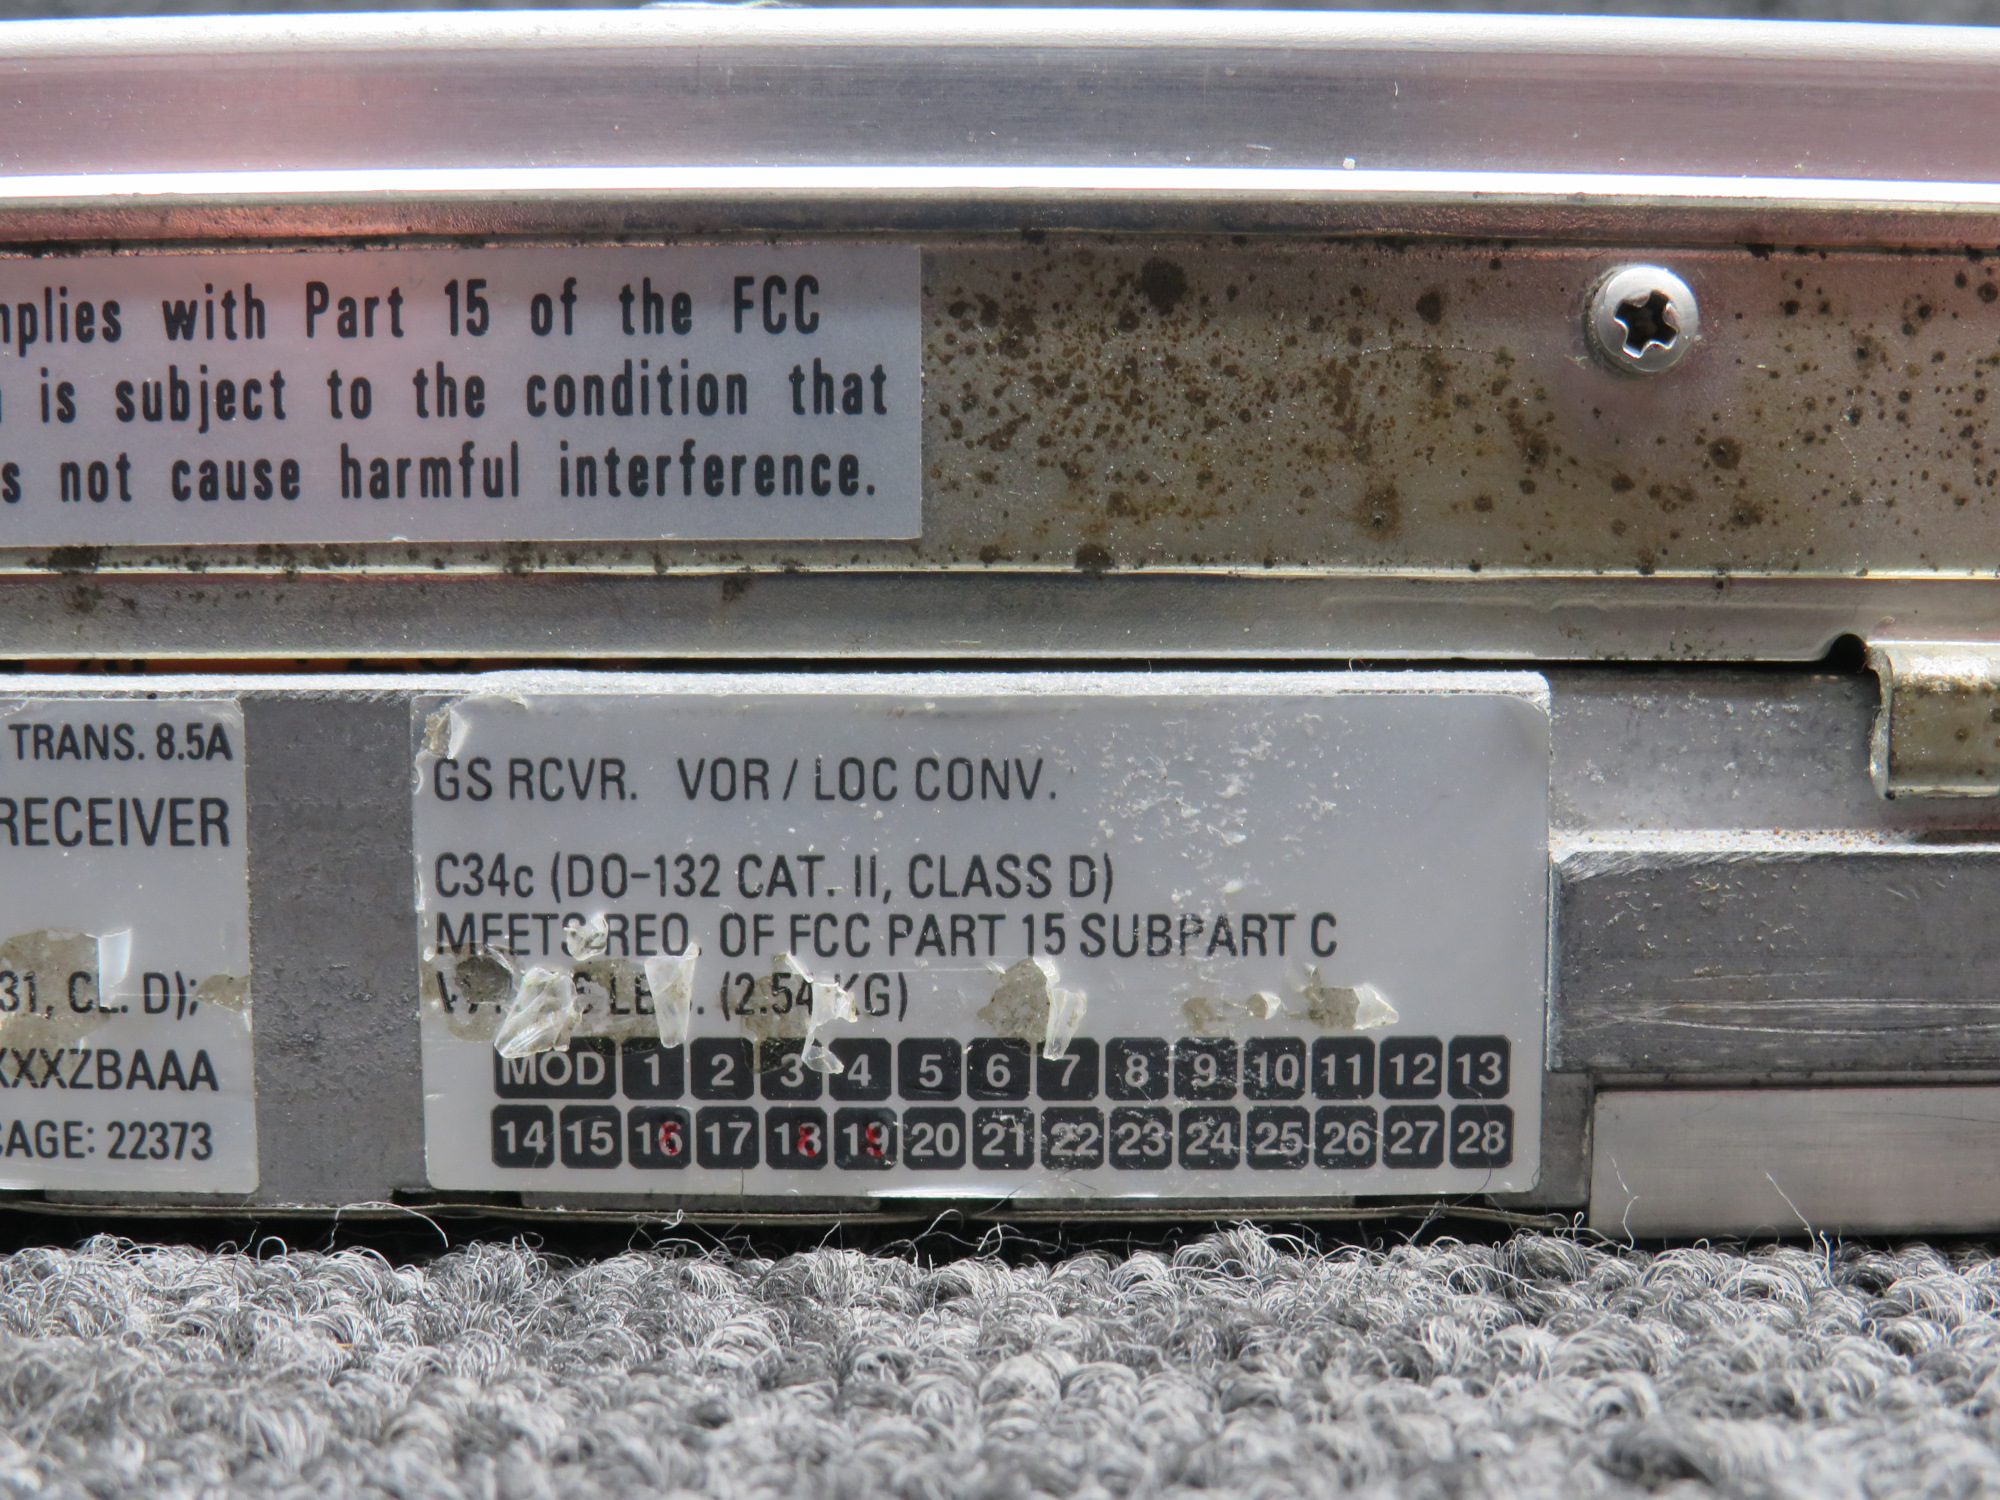 mplies with Part 15 of the FCC
is subject to the condition that
s not cause harmful interference.
TRANS. 8.5A
RECEIVER
31, CL. D);
XXXZBAAA
CAGE: 22373
GS RCVR. VOR / LOC CONV.
C34c (DO-132 CAT. II, CLASS D)
MEETS REQ. OF FCC PART 15 SUBPART C
LBS. (2.54 KG)
MOD 1 2 3 4 5 6 7 8 9 10 11 12 13
14 15 16 17 18 19 20 21 22 23 24 25 26 27 28